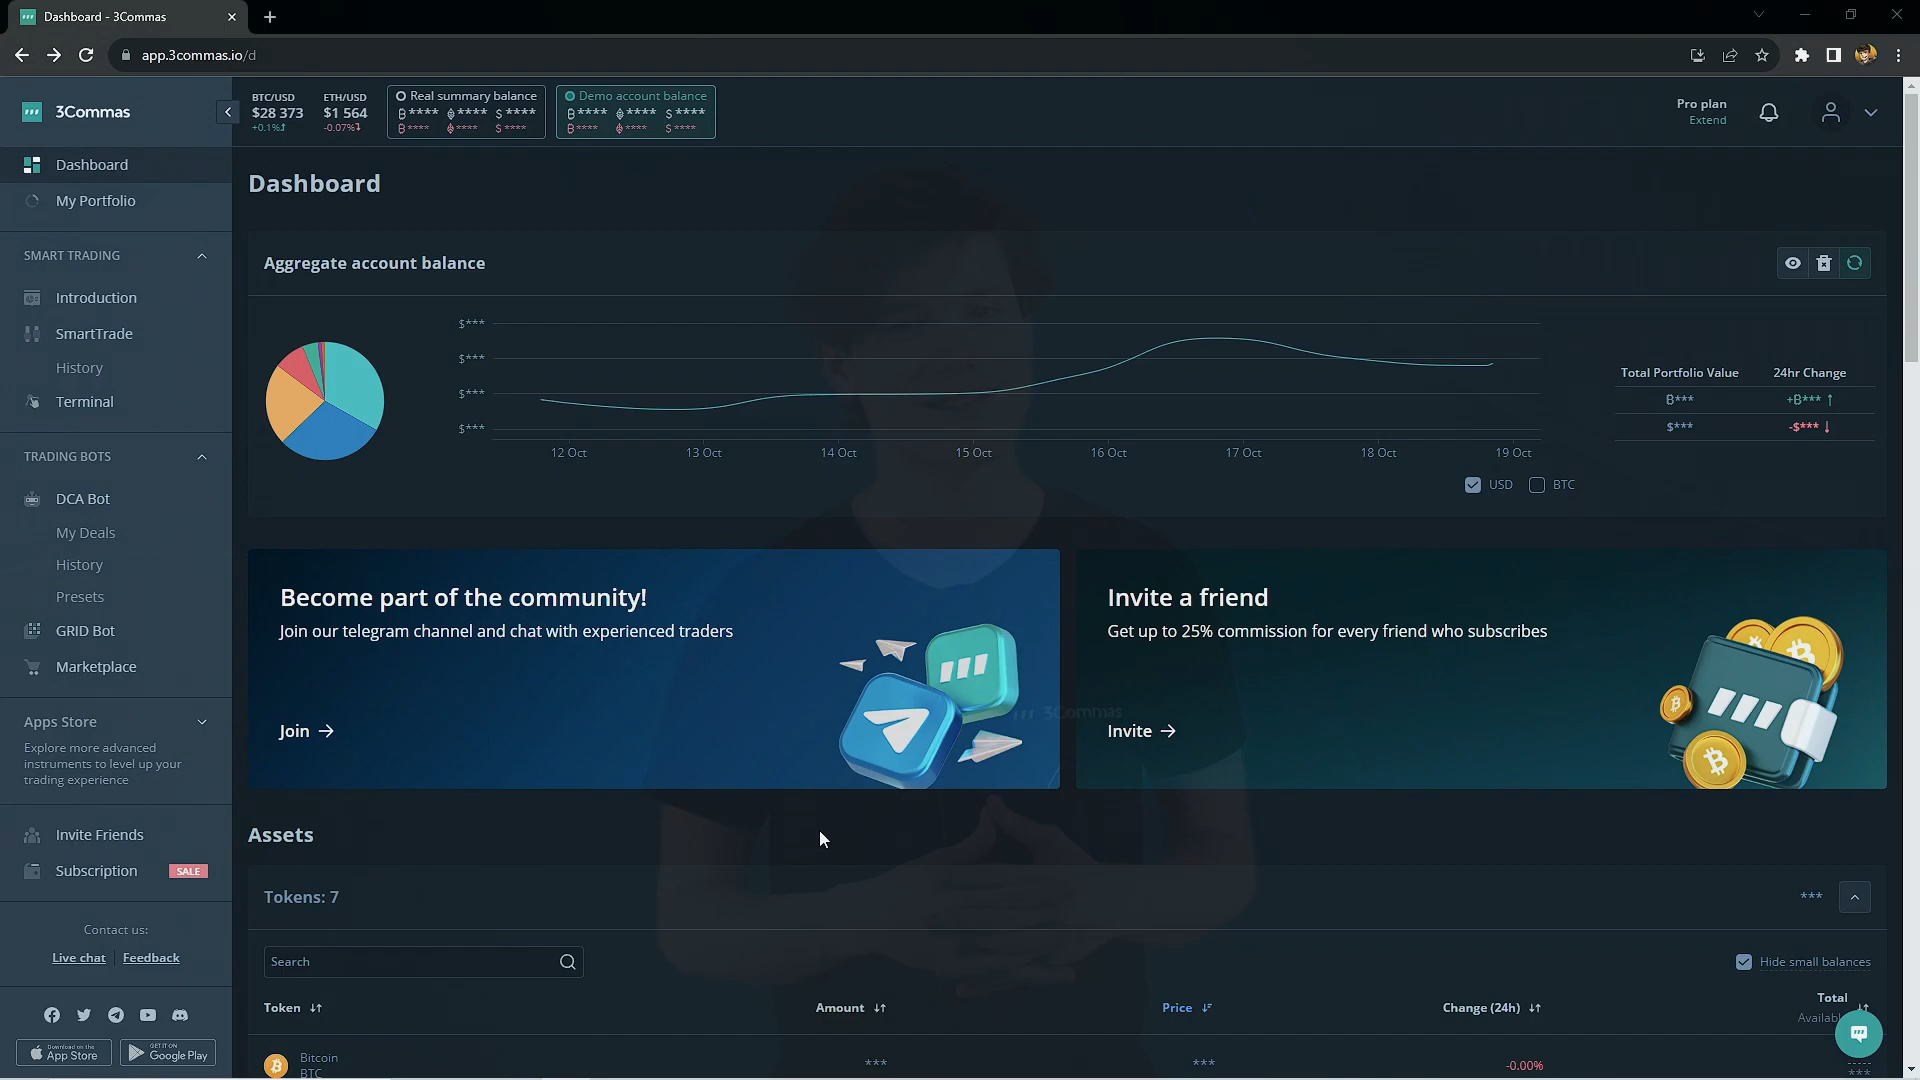 Dashboard - 3Commas
app.3commas.io/d
3Commas
BTC/USD
$28 373
+0.1%
ETH/USD
$1 564
-0.07%
Real summary balance
₿**** **** $****
₿**** **** $****
Demo account balance
₿**** **** $****
₿**** **** $****
Pro plan
Extend
Dashboard
My Portfolio
SMART TRADING
Introduction
SmartTrade
History
Terminal
TRADING BOTS
DCA Bot
My Deals
History
Presets
GRID Bot
Marketplace
Apps Store
Explore more advanced
instruments to level up your
trading experience
Invite Friends
Subscription SALE
Contact us:
Live chat Feedback
Download on the
App Store
GET IT ON
Google Play
Dashboard
Aggregate account balance
$***
$***
$***
$***
12 Oct 13 Oct 14 Oct 15 Oct 16 Oct 17 Oct 18 Oct 19 Oct
USD BTC
Total Portfolio Value 24hr Change
₿*** +₿*** ↑
$*** -$*** ↓
Become part of the community!
Join our telegram channel and chat with experienced traders
Join →
Invite a friend
Get up to 25% commission for every friend who subscribes
Invite →
3Commas
Assets
Tokens: 7 ***
Search
Hide small balances
Token Amount Price Change (24h) Total
Bitcoin
BTC
*** *** -0.00%
***